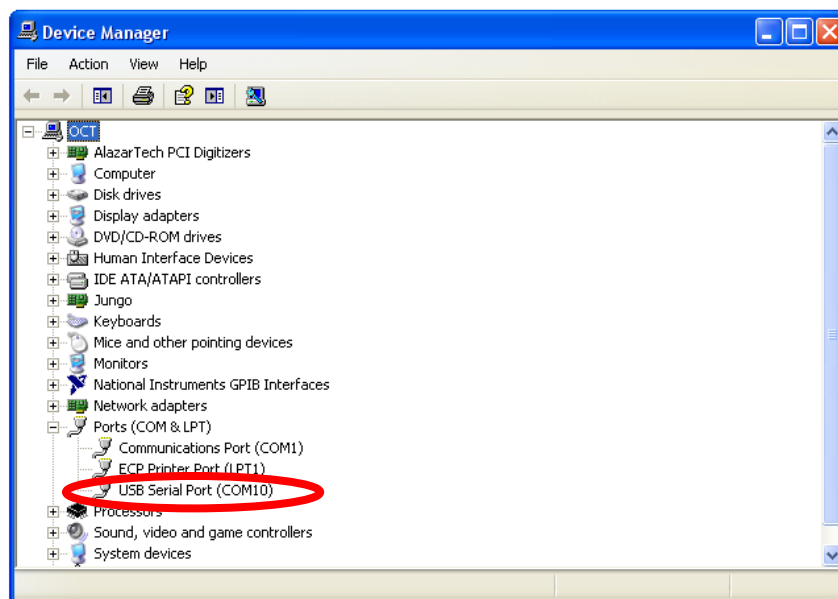 Device Manager
File Action View Help
OCT
AlazarTech PCI Digitizers
Computer
Disk drives
Display adapters
DVD/CD-ROM drives
Human Interface Devices
IDE ATA/ATAPI controllers
Jungo
Keyboards
Mice and other pointing devices
Monitors
National Instruments GPIB Interfaces
Network adapters
Ports (COM & LPT)
Communications Port (COM1)
ECP Printer Port (LPT1)
USB Serial Port (COM10)
Processors
Sound, video and game controllers
System devices